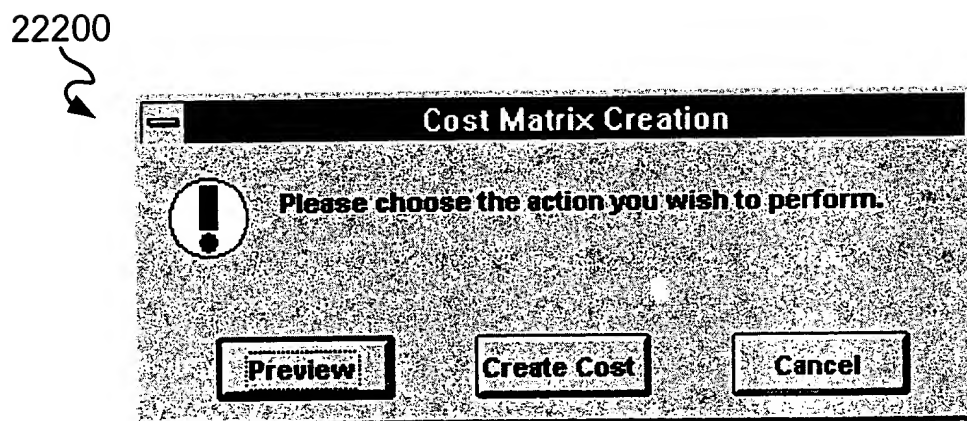 22200
Cost Matrix Creation
Please choose the action you wish to perform.
Preview Create Cost Cancel